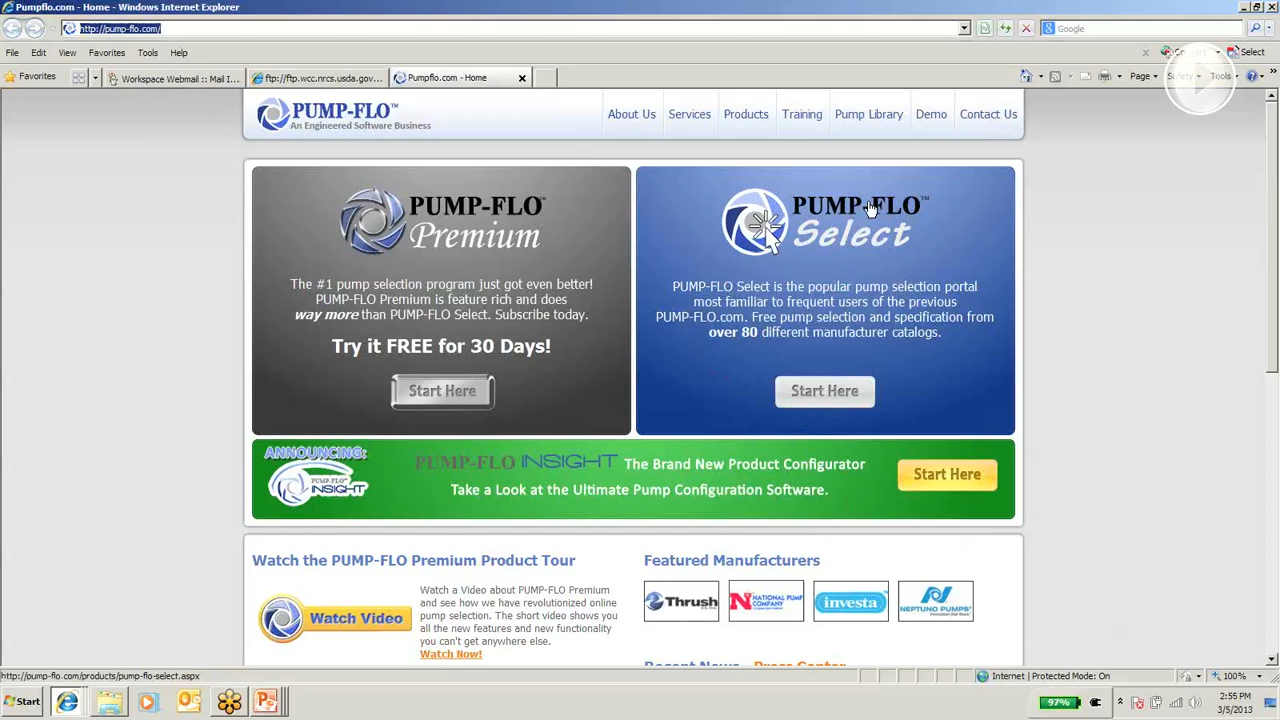 Pumpflo.com - Home - Windows Internet Explorer
http://pump-flo.com/
Google
File Edit View Favorites Tools Help
Convert Select
Favorites
Workspace Webmail :: Mail I...
ftp://ftp.wcc.nrcs.usda.gov...
Pumpflo.com - Home
Page Safety Tools
PUMP-FLO™
An Engineered Software Business
About Us Services Products Training Pump Library Demo Contact Us
PUMP-FLO™
Premium
The #1 pump selection program just got even better!
PUMP-FLO Premium is feature rich and does
way more than PUMP-FLO Select. Subscribe today.
Try it FREE for 30 Days!
Start Here
PUMP-FLO™
Select
PUMP-FLO Select is the popular pump selection portal
most familiar to frequent users of the previous
PUMP-FLO.com. Free pump selection and specification from
over 80 different manufacturer catalogs.
Start Here
ANNOUNCING:
PUMP-FLO
INSIGHT
PUMP-FLO INSIGHT The Brand New Product Configurator
Take a Look at the Ultimate Pump Configuration Software.
Start Here
Watch the PUMP-FLO Premium Product Tour
Watch Video
Watch a Video about PUMP-FLO Premium
and see how we have revolutionized online
pump selection. The short video shows you
all the new features and new functionality
you can't get anywhere else.
Watch Now!
Featured Manufacturers
Thrush
NATIONAL PUMP
COMPANY
investa
NEPTUNO PUMPS
Recent News - Press Center
http://pump-flo.com/products/pump-flo-select.aspx
Internet | Protected Mode: On
100%
Start
97%
2:55 PM
3/5/2013